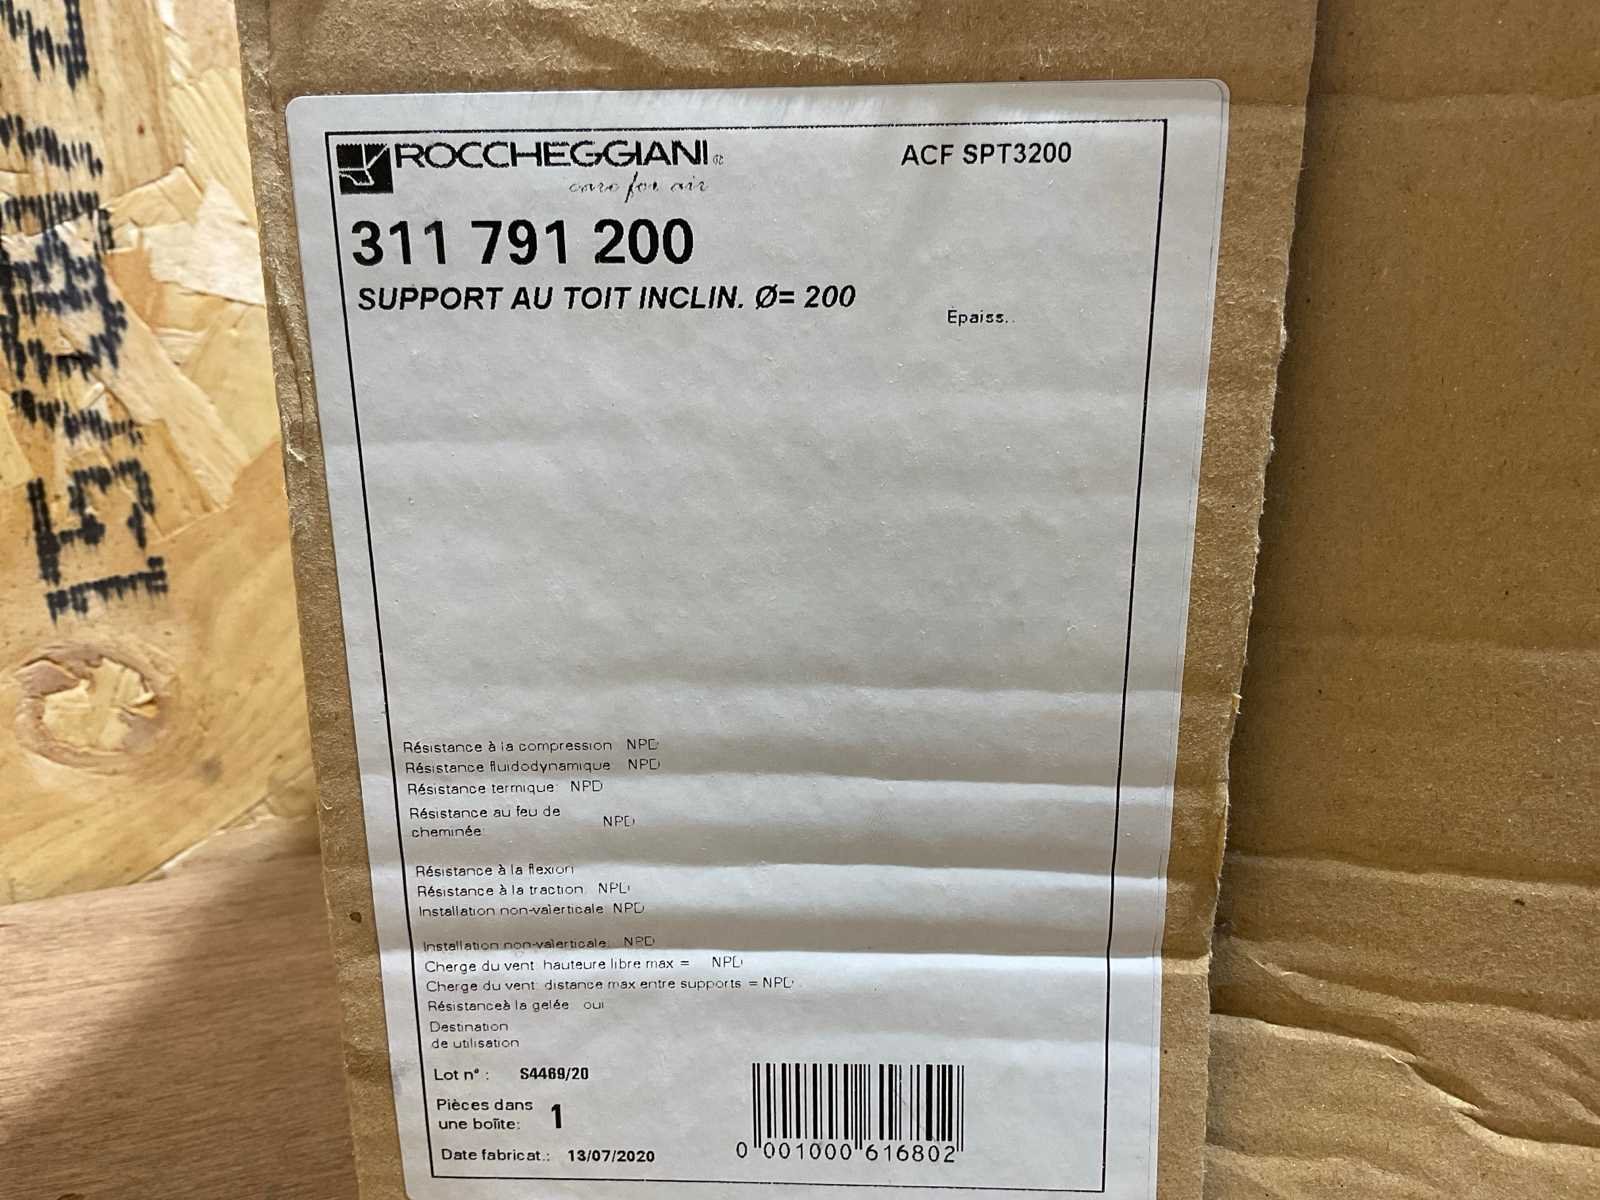 ROCCHEGGIANI®
care for air
ACF SPT3200
311 791 200
SUPPORT AU TOIT INCLIN. Ø= 200
Epaiss..
Résistance à la compression NPD
Résistance fluidodynamique NPD
Résistance termique: NPD
Résistance au feu de
cheminée: NPD
Résistance à la flexion
Résistance à la traction: NPD
Installation non-valerticale: NPD
Installation non-valerticale: NPD
Charge du vent: hauteure libre max = NPD
Charge du vent: distance max entre supports = NPD
Résistanceà la gelée: oui
Destination
de utilisation
Lot n° : S4469/20
Pièces dans
une boîte: 1
Date fabricat.: 13/07/2020
0 001000 616802